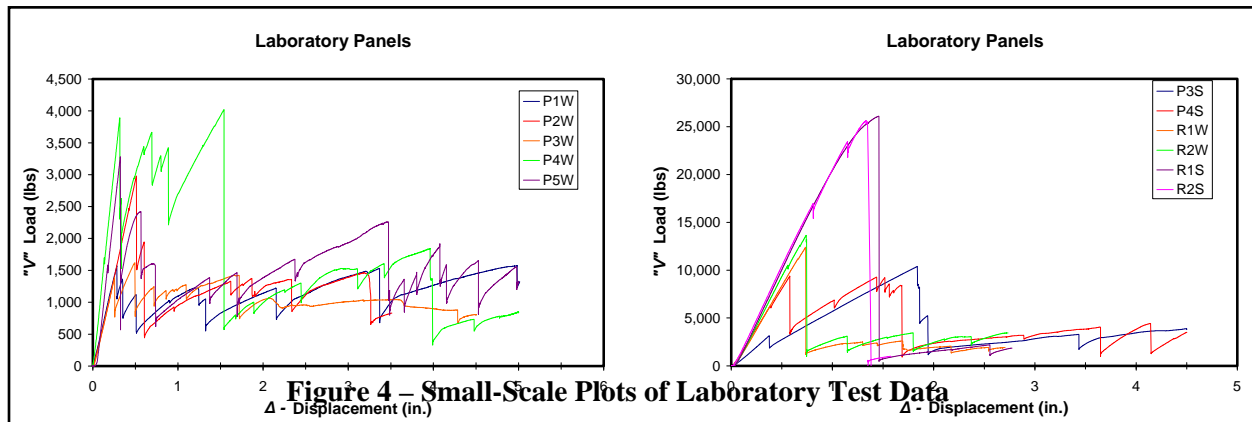 Laboratory Panels
4,500
4,000
3,500
3,000
2,500
2,000
1,500
1,000
500
0
"V" Load (lbs)
0 1 2 3 4 5 6
Δ - Displacement (in.)
P1W
P2W
P3W
P4W
P5W
Laboratory Panels
30,000
25,000
20,000
15,000
10,000
5,000
0
"V" Load (lbs)
0 1 2 3 4 5
Δ - Displacement (in.)
P3S
P4S
R1W
R2W
R1S
R2S
Figure 4 – Small-Scale Plots of Laboratory Test Data